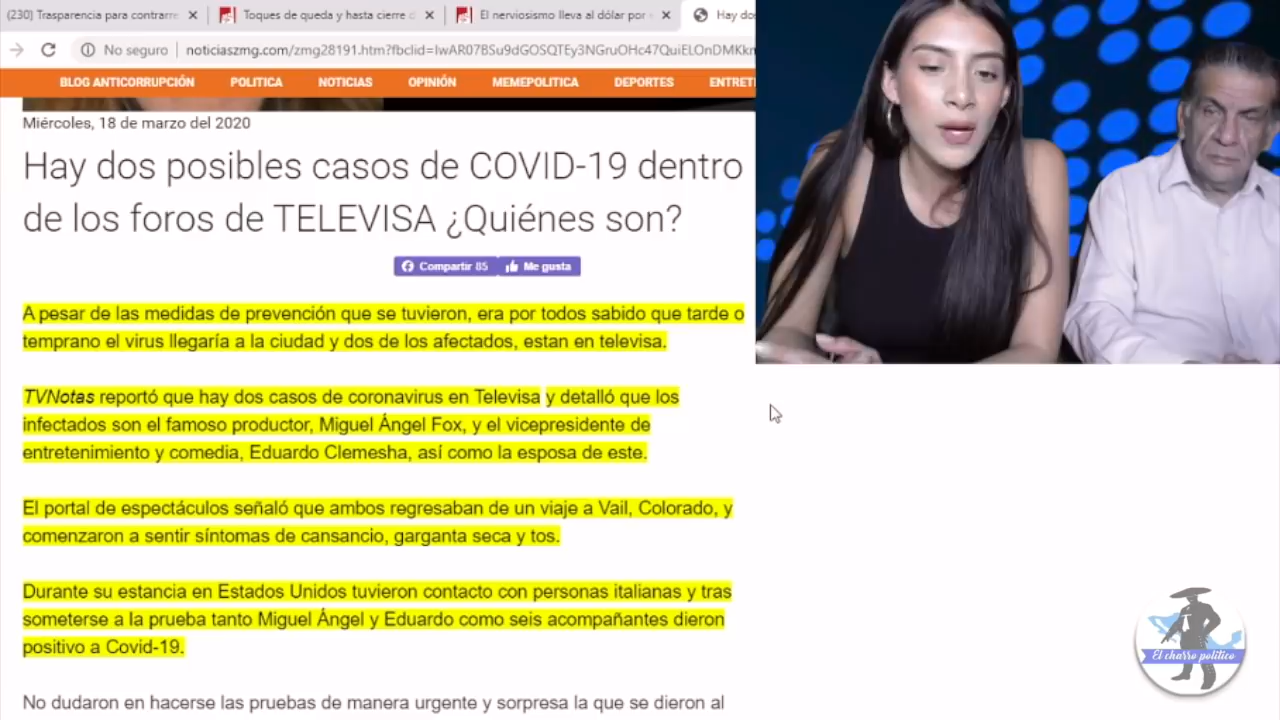 (230) Trasparencia para contrarre
Toques de queda y hasta cierre d
El nerviosismo lleva al dólar por
Hay dos
No seguro
noticiaszmg.com/zmg28191.htm?fbclid=IwAR07BSu9dGOSQTEy3NGruOHc47QuiELOnDMKkn
BLOG ANTICORRUPCIÓN POLITICA NOTICIAS OPINIÓN MEMEPOLITICA DEPORTES ENTRETI
Miércoles, 18 de marzo del 2020
Hay dos posibles casos de COVID-19 dentro
de los foros de TELEVISA ¿Quiénes son?
Compartir 85 Me gusta
A pesar de las medidas de prevención que se tuvieron, era por todos sabido que tarde o
temprano el virus llegaría a la ciudad y dos de los afectados, estan en televisa.
TVNotas reportó que hay dos casos de coronavirus en Televisa y detalló que los
infectados son el famoso productor, Miguel Ángel Fox, y el vicepresidente de
entretenimiento y comedia, Eduardo Clemesha, así como la esposa de este.
El portal de espectáculos señaló que ambos regresaban de un viaje a Vail, Colorado, y
comenzaron a sentir síntomas de cansancio, garganta seca y tos.
Durante su estancia en Estados Unidos tuvieron contacto con personas italianas y tras
someterse a la prueba tanto Miguel Ángel y Eduardo como seis acompañantes dieron
positivo a Covid-19.
No dudaron en hacerse las pruebas de manera urgente y sorpresa la que se dieron al
El charro político